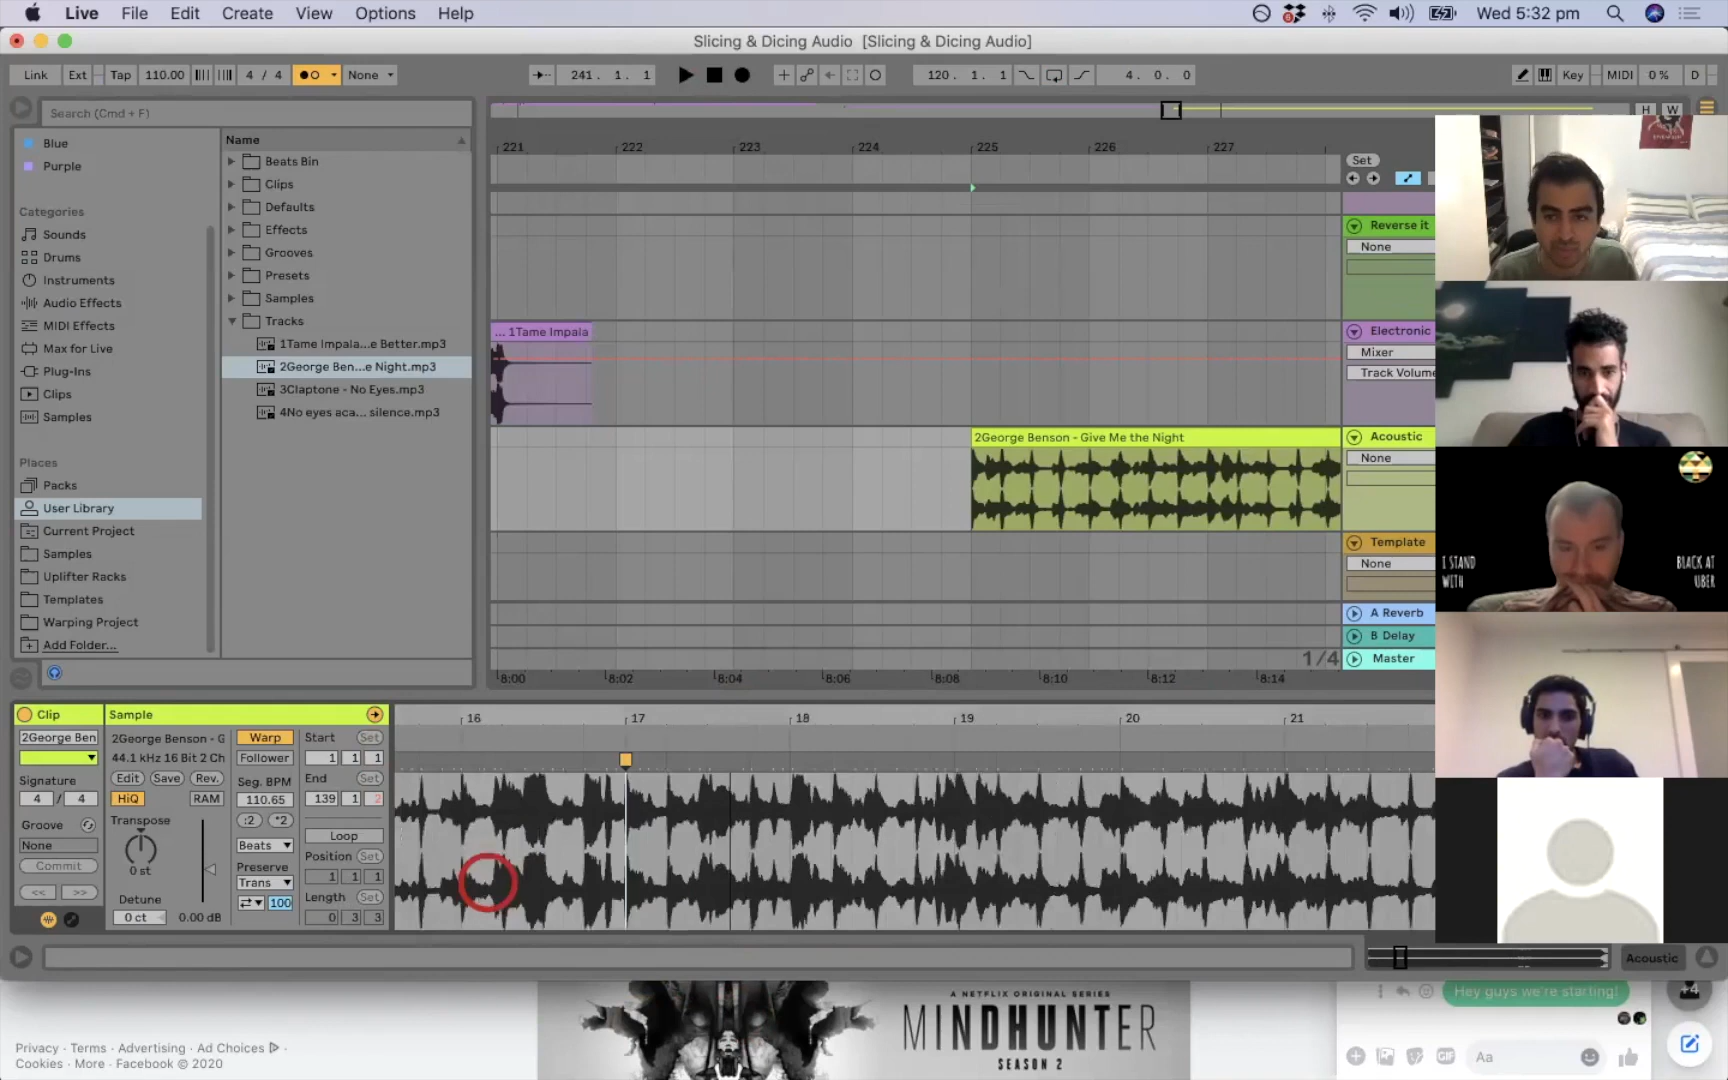 Live File Edit Create View Options Help Wed 5:32 pm
Slicing & Dicing Audio [Slicing & Dicing Audio]
Link Ext Tap 110.00 4 / 4 None 241. 1. 1 120. 1. 1 4. 0. 0 Key MIDI 0 % D
Search (Cmd + F)
H W
Blue
Purple
Categories
Sounds
Drums
Instruments
Audio Effects
MIDI Effects
Max for Live
Plug-Ins
Clips
Samples
Places
Packs
User Library
Current Project
Samples
Uplifter Racks
Templates
Warping Project
Add Folder...
Name
Beats Bin
Clips
Defaults
Effects
Grooves
Presets
Samples
Tracks
1Tame Impala...e Better.mp3
2George Ben...e Night.mp3
3Claptone - No Eyes.mp3
4No eyes aca... silence.mp3
221 222 223 224 225 226 227
Set
Reverse it
None
... 1Tame Impala
Electronic
Mixer
Track Volume
2George Benson - Give Me the Night
Acoustic
None
Template
None
A Reverb
B Delay
1/4
Master
8:00 8:02 8:04 8:06 8:08 8:10 8:12 8:14
I STAND
WITH
BLACK AT
UBER
Clip
2George Ben
Signature
4 / 4
Groove
None
Commit
<< >>
Sample
2George Benson - G
44.1 kHz 16 Bit 2 Ch
Edit Save Rev.
HiQ RAM
Transpose
0 st
Detune
0 ct 0.00 dB
Warp
Follower
Seg. BPM
110.65
:2 *2
Beats
Preserve
Trans
100
Start Set
1 1 1
End Set
139 1 2
Loop
Position Set
1 1 1
Length Set
0 3 3
16 17 18 19 20 21
Acoustic
A NETFLIX ORIGINAL SERIES
MINDHUNTER
SEASON 2
Privacy · Terms · Advertising · Ad Choices ·
Cookies · More · Facebook © 2020
Hey guys we're starting!
+4
GIF Aa